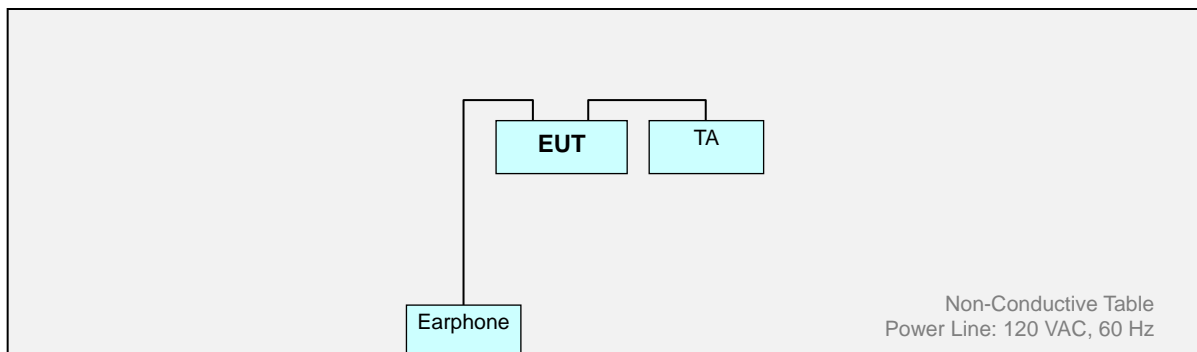 EUT
TA
Earphone
Non-Conductive Table
Power Line: 120 VAC, 60 Hz